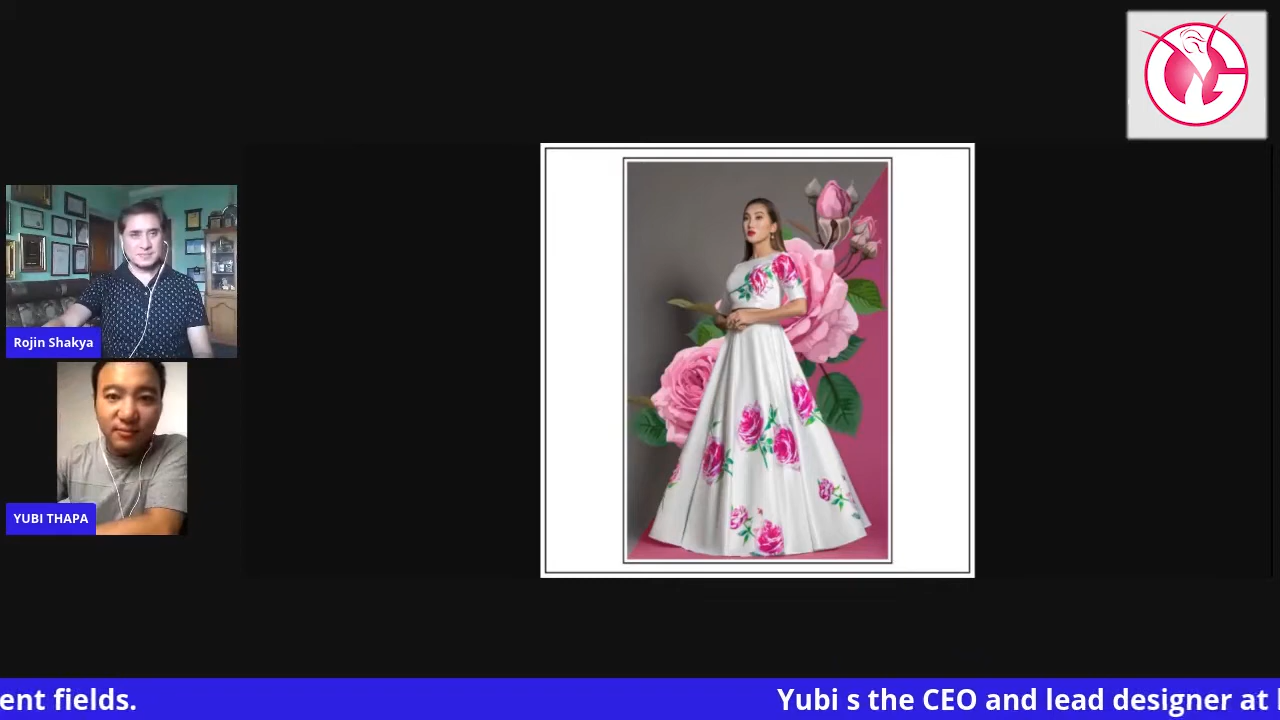 Rojin Shakya
YUBI THAPA
ent fields.
Yubi s the CEO and lead designer at